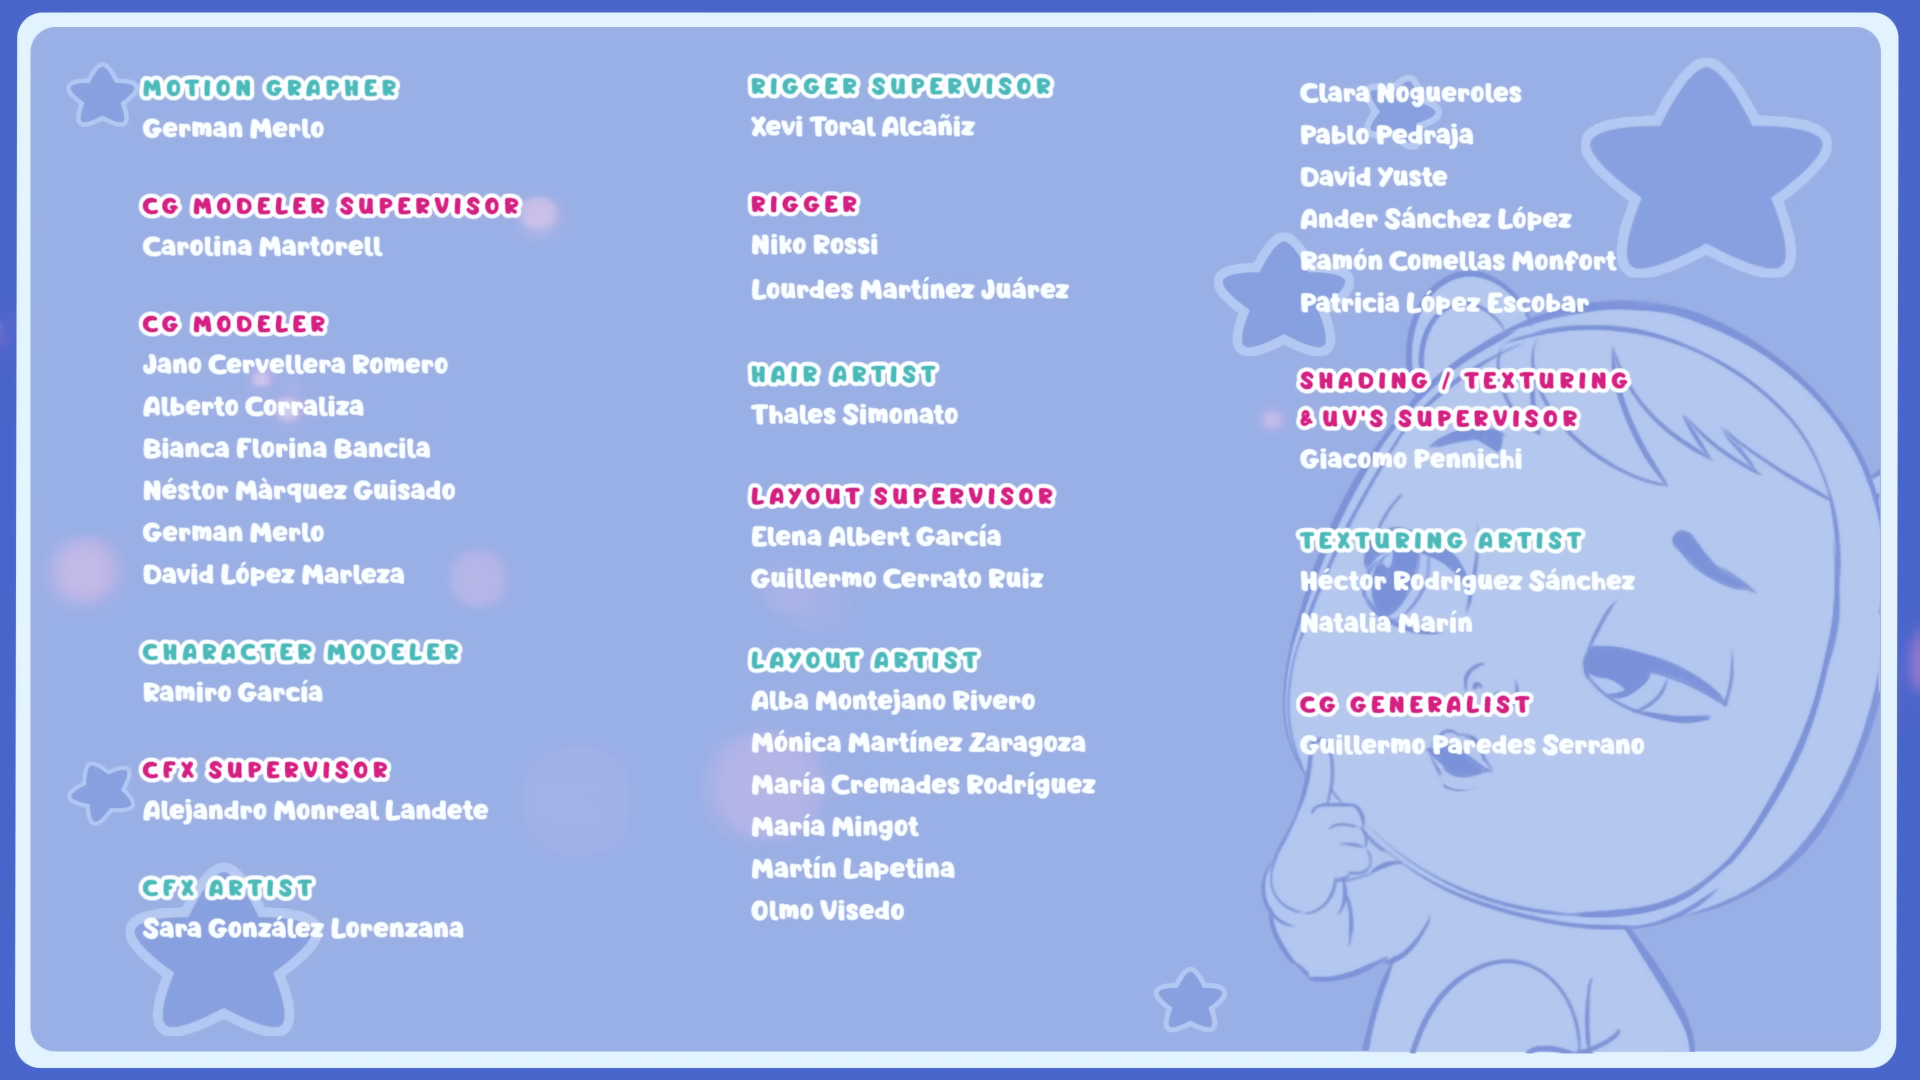 MOTION GRAPHER
German Merlo
CG MODELER SUPERVISOR
Carolina Martorell
CG MODELER
Jano Cervellera Romero
Alberto Corraliza
Bianca Florina Bancila
Néstor Màrquez Guisado
German Merlo
David López Marleza
CHARACTER MODELER
Ramiro García
CFX SUPERVISOR
Alejandro Monreal Landete
CFX ARTIST
Sara González Lorenzana
RIGGER SUPERVISOR
Xevi Toral Alcañiz
RIGGER
Niko Rossi
Lourdes Martínez Juárez
HAIR ARTIST
Thales Simonato
LAYOUT SUPERVISOR
Elena Albert García
Guillermo Cerrato Ruiz
LAYOUT ARTIST
Alba Montejano Rivero
Mónica Martínez Zaragoza
María Cremades Rodríguez
María Mingot
Martín Lapetina
Olmo Visedo
Clara Nogueroles
Pablo Pedraja
David Yuste
Ander Sánchez López
Ramón Comellas Monfort
Patricia López Escobar
SHADING / TEXTURING
& UV'S SUPERVISOR
Giacomo Pennichi
TEXTURING ARTIST
Héctor Rodríguez Sánchez
Natalia Marín
CG GENERALIST
Guillermo Paredes Serrano